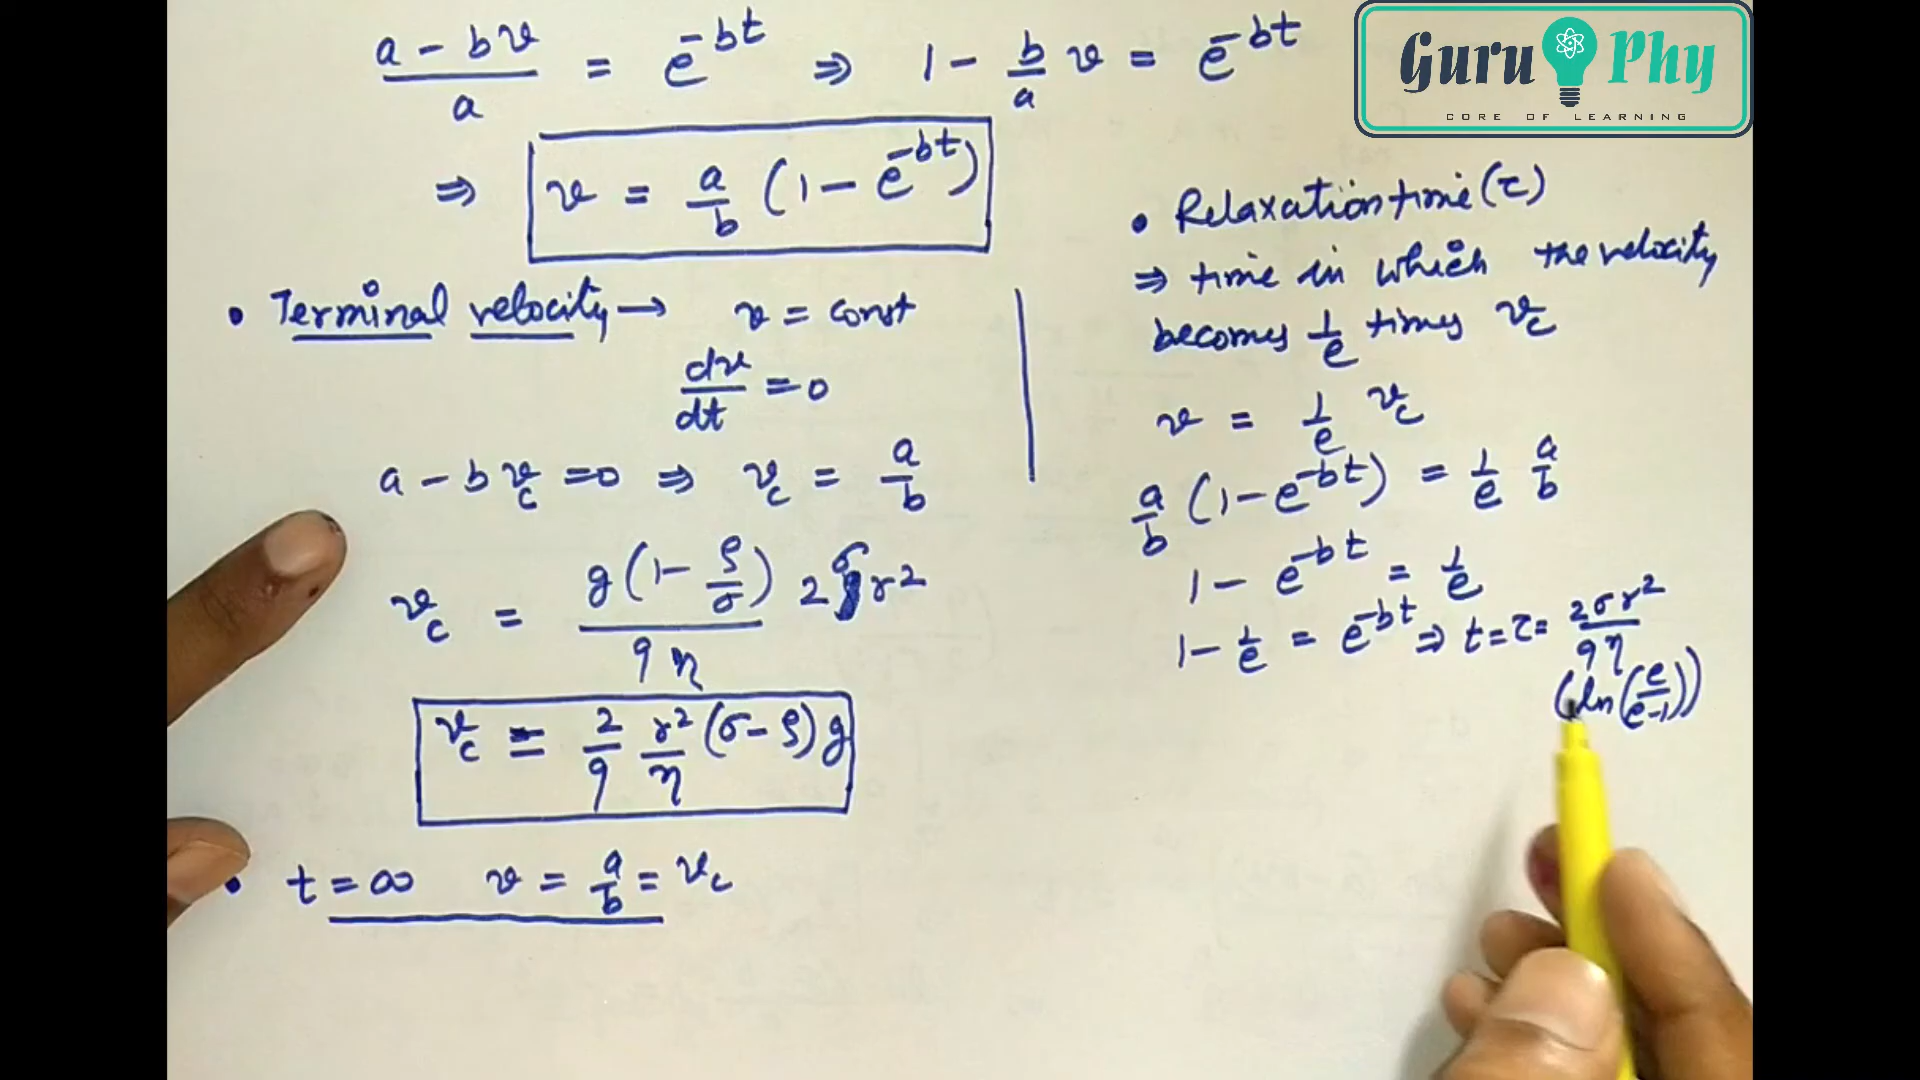 (a - bv)/a = e^{-bt} ⇒ 1 - (b/a) v = e^{-bt}
Guru Phy
CORE OF LEARNING
⇒ v = (a/b) (1 - e^{-bt})
• Terminal velocity → v = const
dv/dt = 0
a - b v_c = 0 ⇒ v_c = a/b
v_c = g(1 - ρ/σ) 2σr² / 9η
v_c = (2/9) (r²/η) (σ - ρ) g
• t = ∞ v = a/b = v_c
• Relaxation time (τ)
⇒ time in which the velocity
becomes 1/e times v_c
v = (1/e) v_c
(a/b) (1 - e^{-bt}) = (1/e) (a/b)
1 - e^{-bt} = 1/e
1 - 1/e = e^{-bt} ⇒ t = τ = 2σr²/9η
(ln(e/(e-1)))